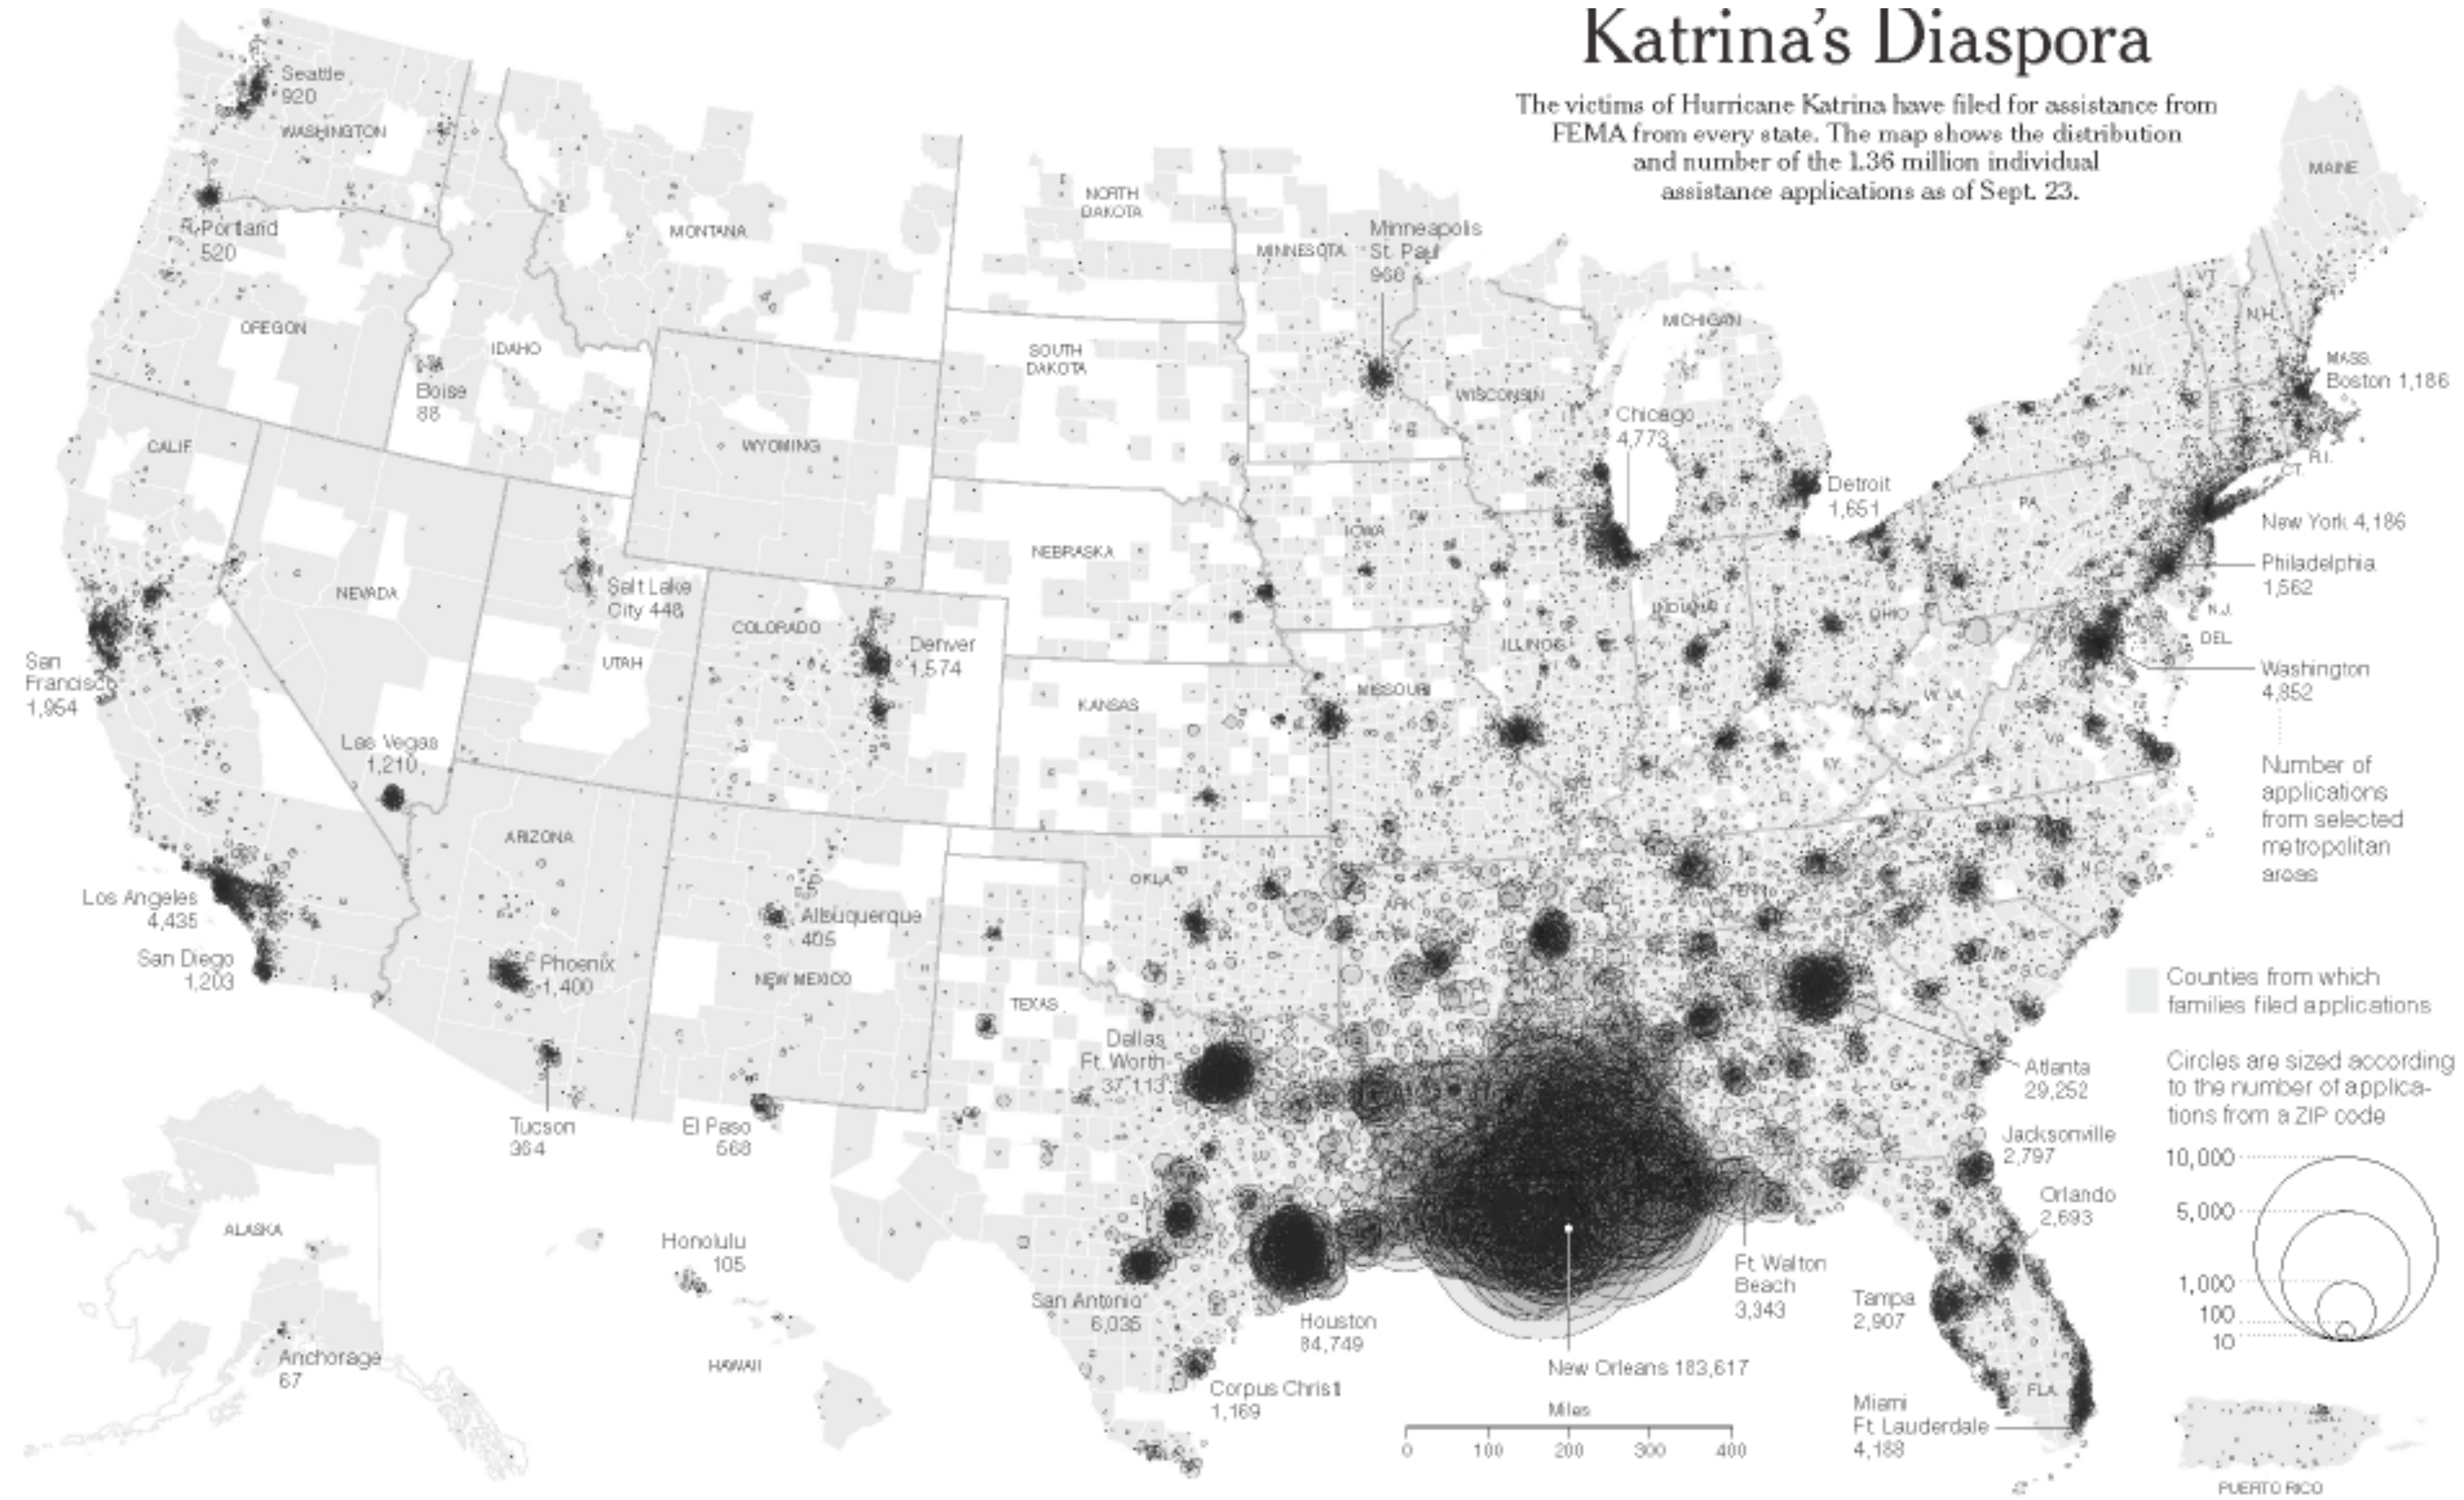 Katrina's Diaspora
The victims of Hurricane Katrina have filed for assistance from
FEMA from every state. The map shows the distribution
and number of the 1.36 million individual
assistance applications as of Sept. 23.
Seattle
920
WASHINGTON
Portland
520
OREGON
MONTANA
IDAHO
Boise
88
NORTH
DAKOTA
SOUTH
DAKOTA
MINNESOTA
Minneapolis
St. Paul
968
WISCONSIN
MICHIGAN
MAINE
VT.
N.H.
N.Y.
MASS.
Boston 1,186
R.I.
CT.
CALIF.
WYOMING
Chicago
4,773
Detroit
1,651
PA.
New York 4,186
Philadelphia
1,562
N.J.
DEL.
Washington
4,852
NEVADA
Salt Lake
City 448
UTAH
COLORADO
Denver
1,574
NEBRASKA
IOWA
KANSAS
MISSOURI
ILLINOIS
INDIANA
OHIO
W. VA.
VA.
KY.
San
Francisco
1,954
Las Vegas
1,210
Number of
applications
from selected
metropolitan
areas
ARIZONA
Los Angeles
4,435
San Diego
1,203
Phoenix
1,400
Albuquerque
405
NEW MEXICO
OKLA.
ARK.
TENN.
N.C.
S.C.
TEXAS
Counties from which
families filed applications
Dallas
Ft. Worth
37,113
Atlanta
29,252
GA.
Circles are sized according
to the number of applica-
tions from a ZIP code
10,000
5,000
1,000
100
10
Tucson
364
El Paso
568
Jacksonville
2,797
Orlando
2,693
Ft. Walton
Beach
3,343
Tampa
2,907
ALASKA
Anchorage
67
Honolulu
105
HAWAII
San Antonio
6,035
Houston
84,749
New Orleans 183,617
Corpus Christi
1,169
Miles
0 100 200 300 400
Miami
Ft. Lauderdale
4,188
FLA.
PUERTO RICO